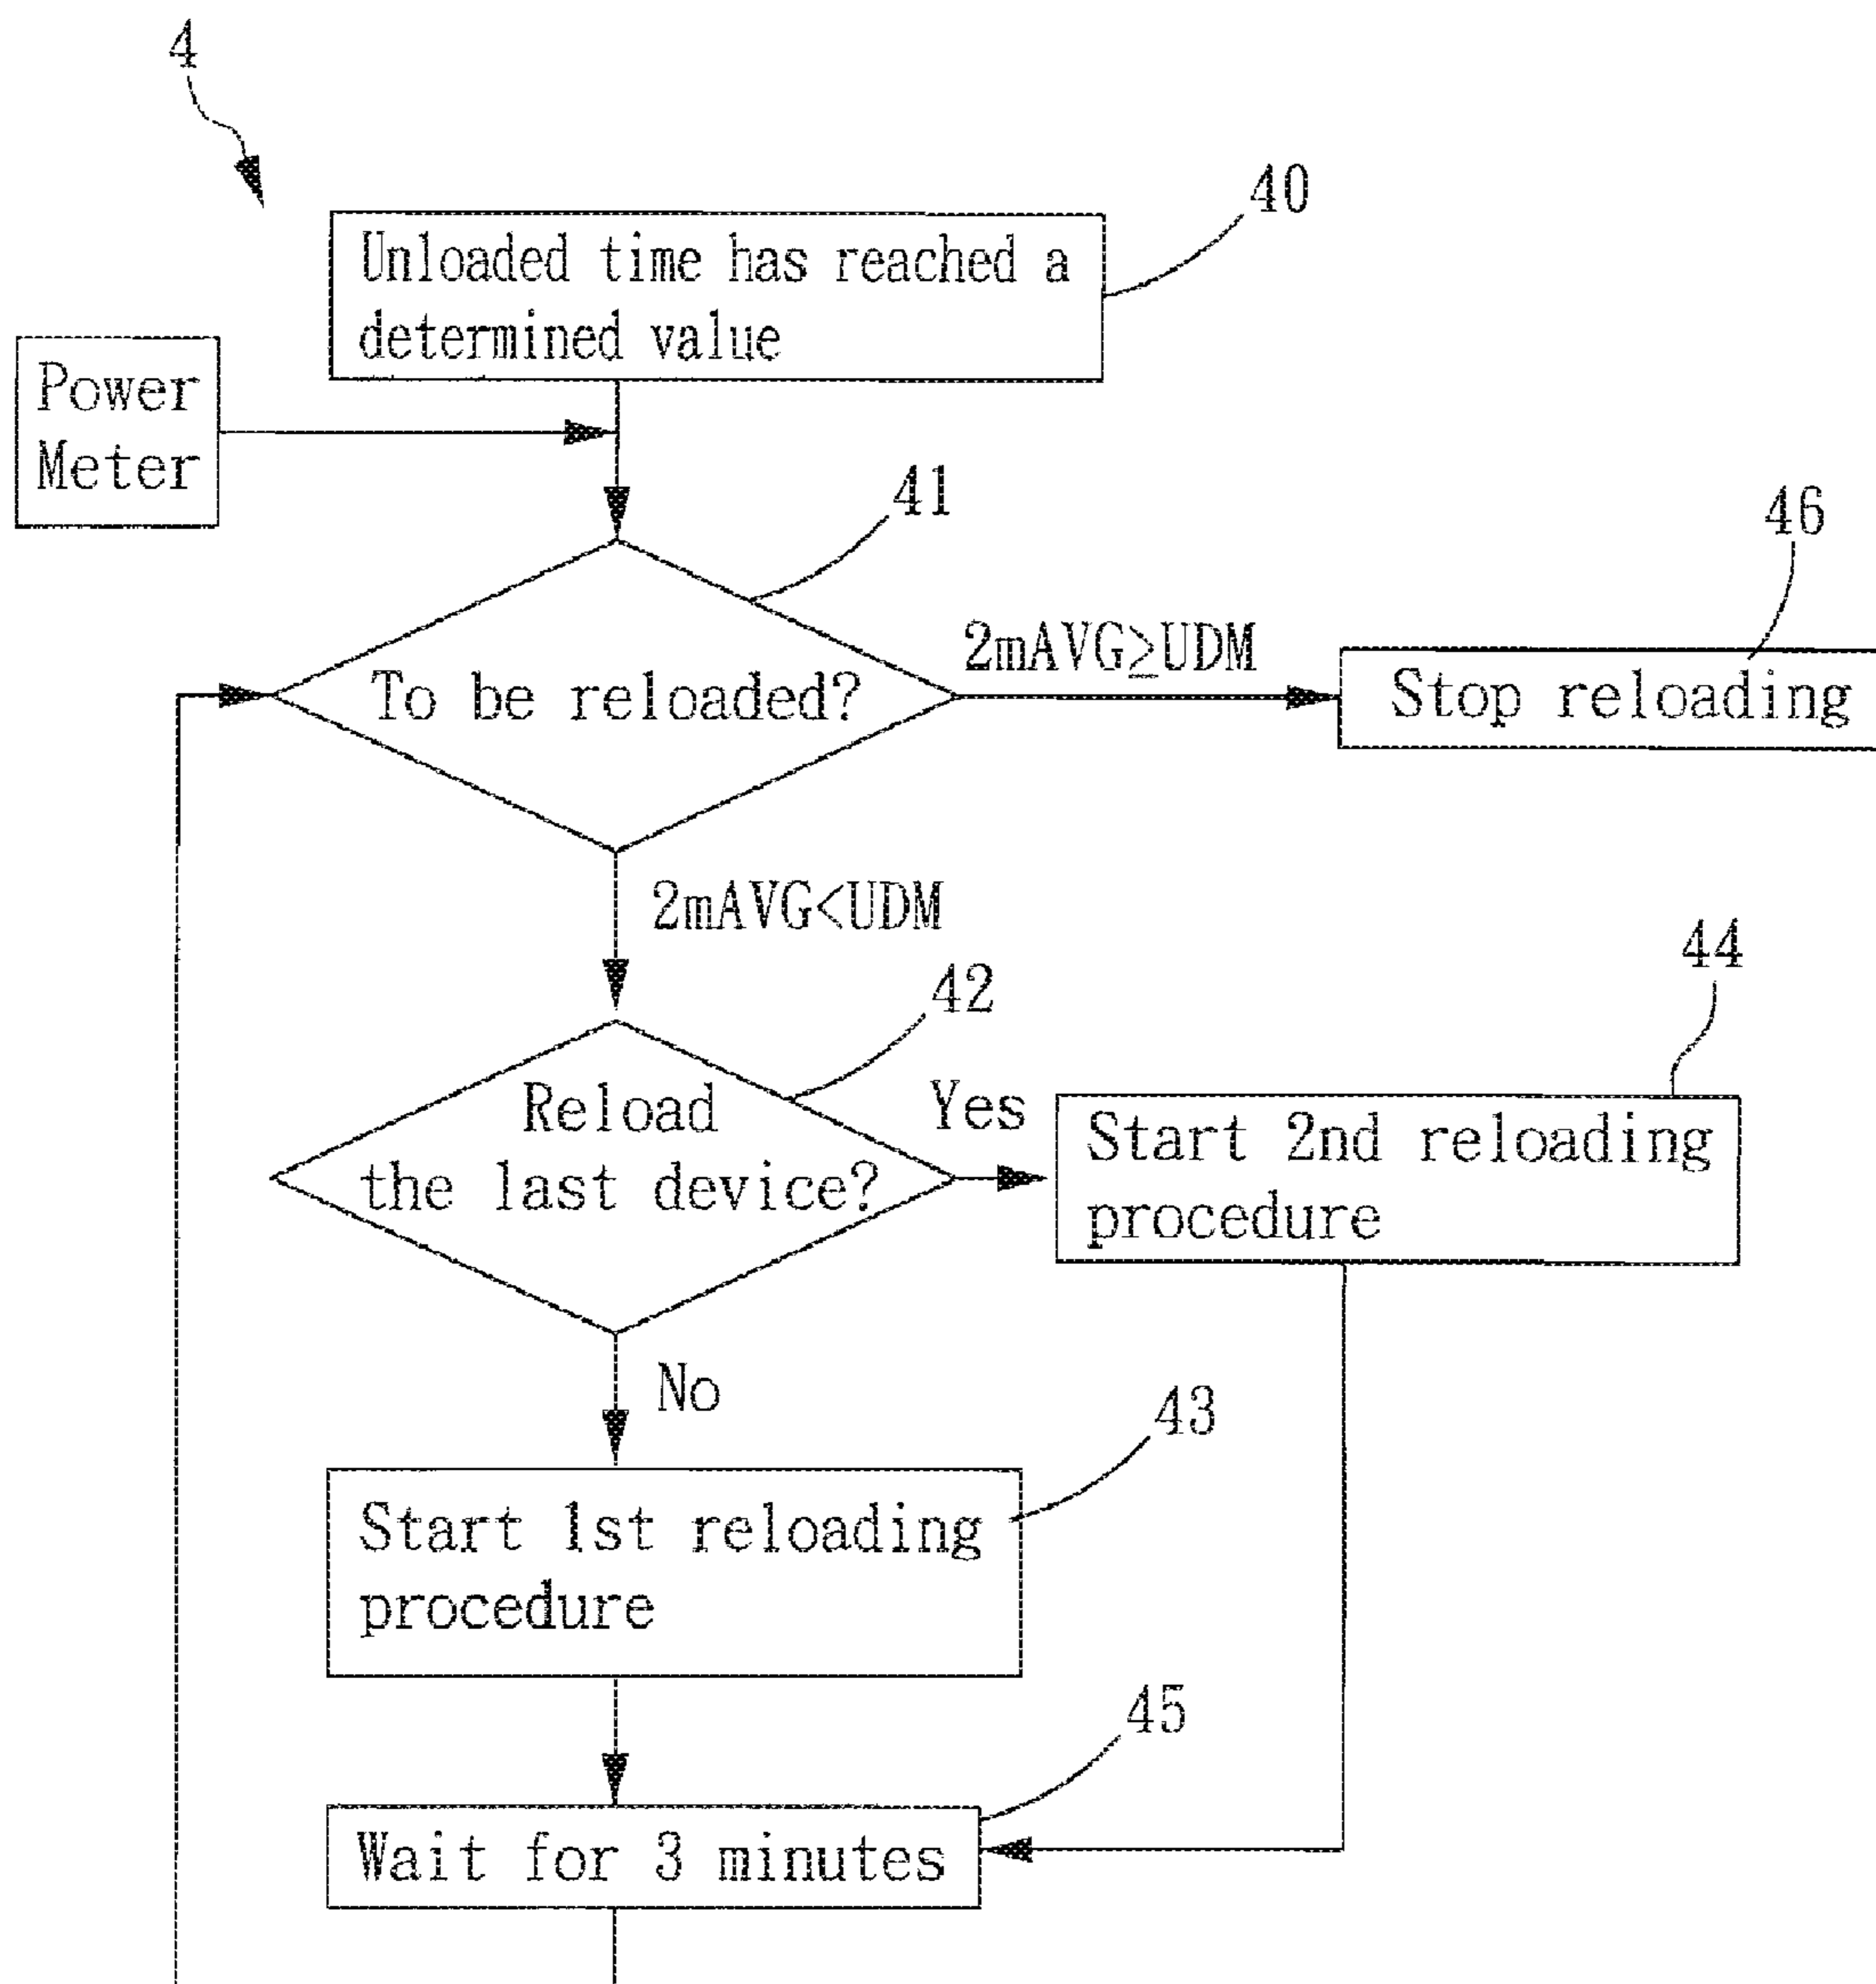 4
40
Unloaded time has reached a
determined value
Power
Meter
41
46
2mAVG≥UDM
To be reloaded?
Stop reloading
2mAVG<UDM
44
42
Reload
the last device?
Yes
Start 2nd reloading
procedure
No
43
Start 1st reloading
procedure
45
Wait for 3 minutes